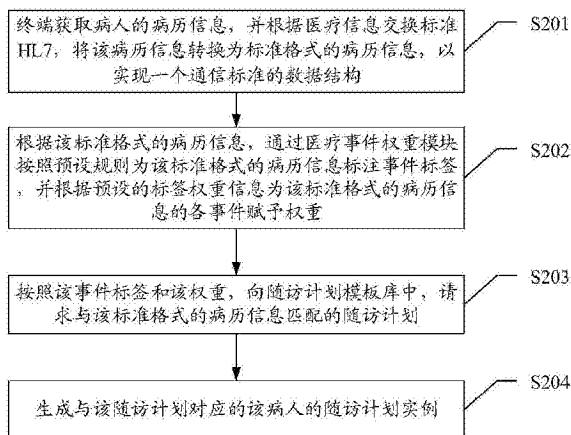 终端获取病人的病历信息，并根据医疗信息交换标准
HL7，将该病历信息转换为标准格式的病历信息，以
实现一个通信标准的数据结构
S201
根据该标准格式的病历信息，通过医疗事件权重模块
按照预设规则为该标准格式的病历信息标注事件标签
，并根据预设的标签权重信息为该标准格式的病历信
息的各事件赋予权重
S202
按照该事件标签和该权重，向随访计划模板库中，请
求与该标准格式的病历信息匹配的随访计划
S203
生成与该随访计划对应的该病人的随访计划实例
S204